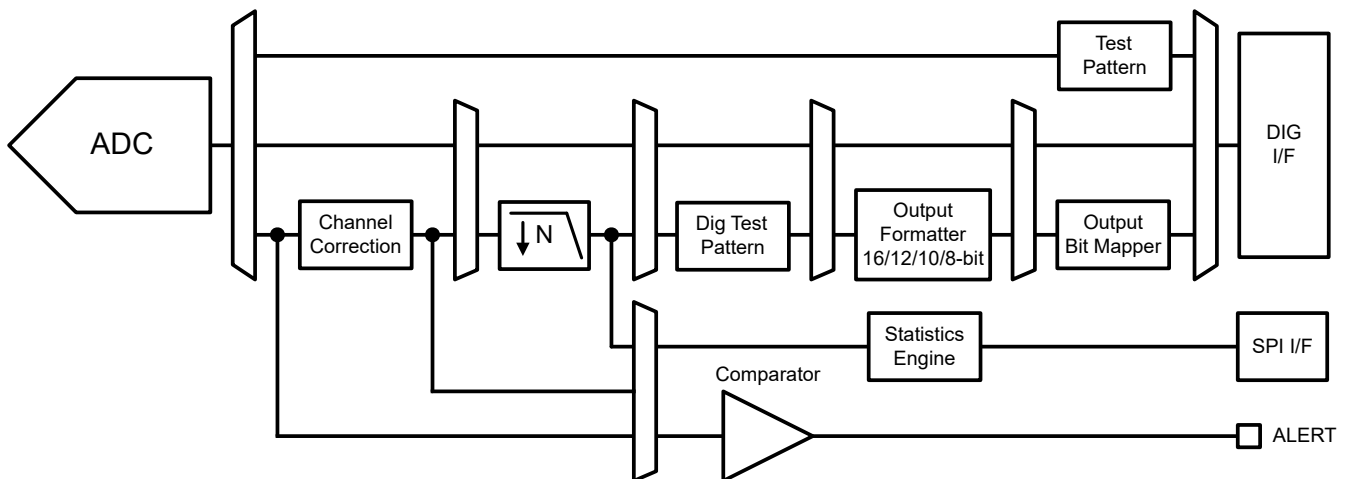 Test
Pattern
ADC
DIG
I/F
Channel
Correction
N
Dig Test
Pattern
Output
Formatter
16/12/10/8-bit
Output
Bit Mapper
Statistics
Engine
SPI I/F
Comparator
ALERT